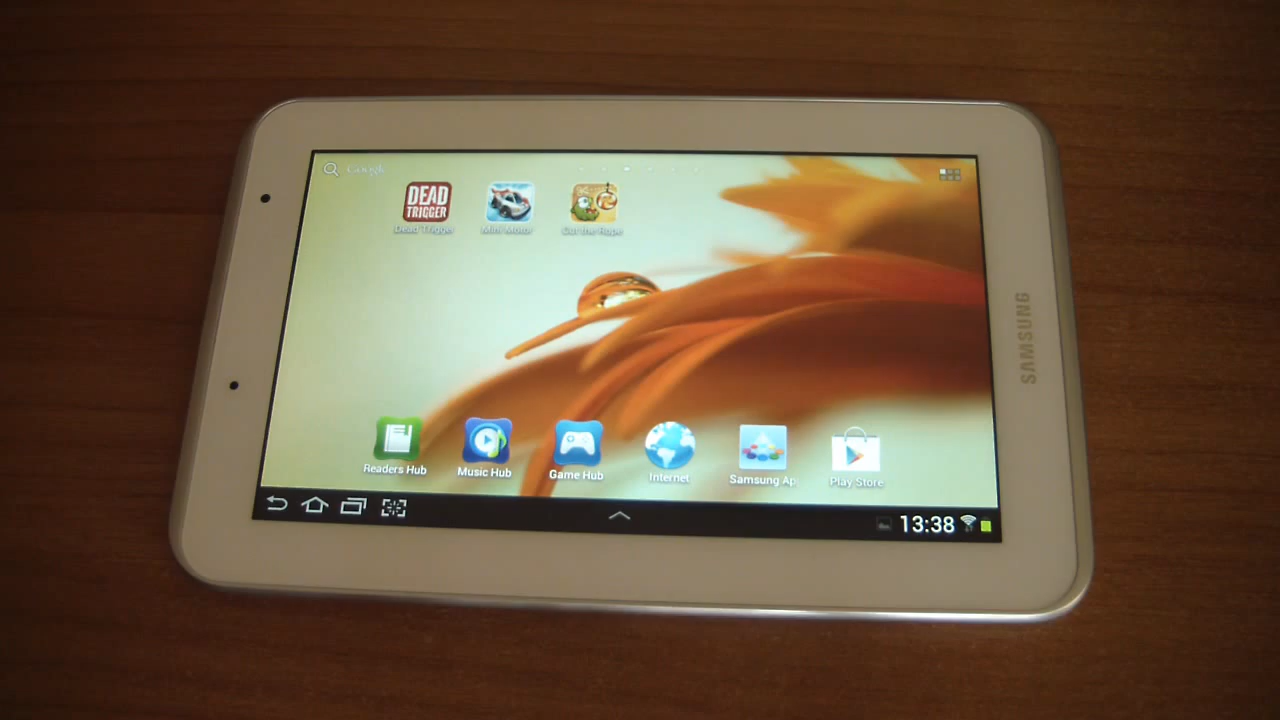 Google
DEAD
TRIGGER
Dead Trigger
Mini Motor
Cut the Rope
SAMSUNG
Readers Hub
Music Hub
Game Hub
Internet
Samsung Ap
Play Store
13:38